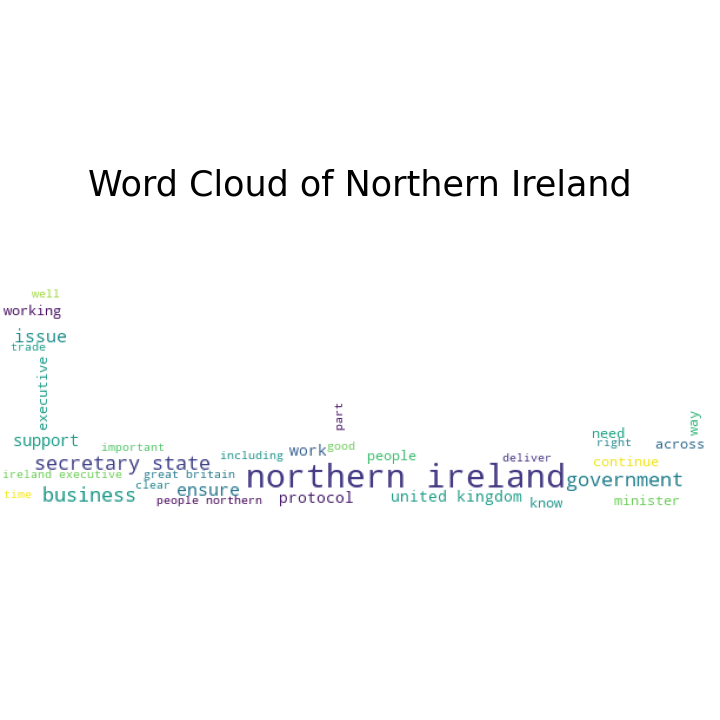 Word Cloud of Northern Ireland
well
working
issue
trade
executive
part
way
support
need
right
across
important
work
good
including
people
deliver
secretary state
continue
ireland executive
great britain
northern ireland
government
clear
ensure
time
business
people northern
protocol
united kingdom
know
minister